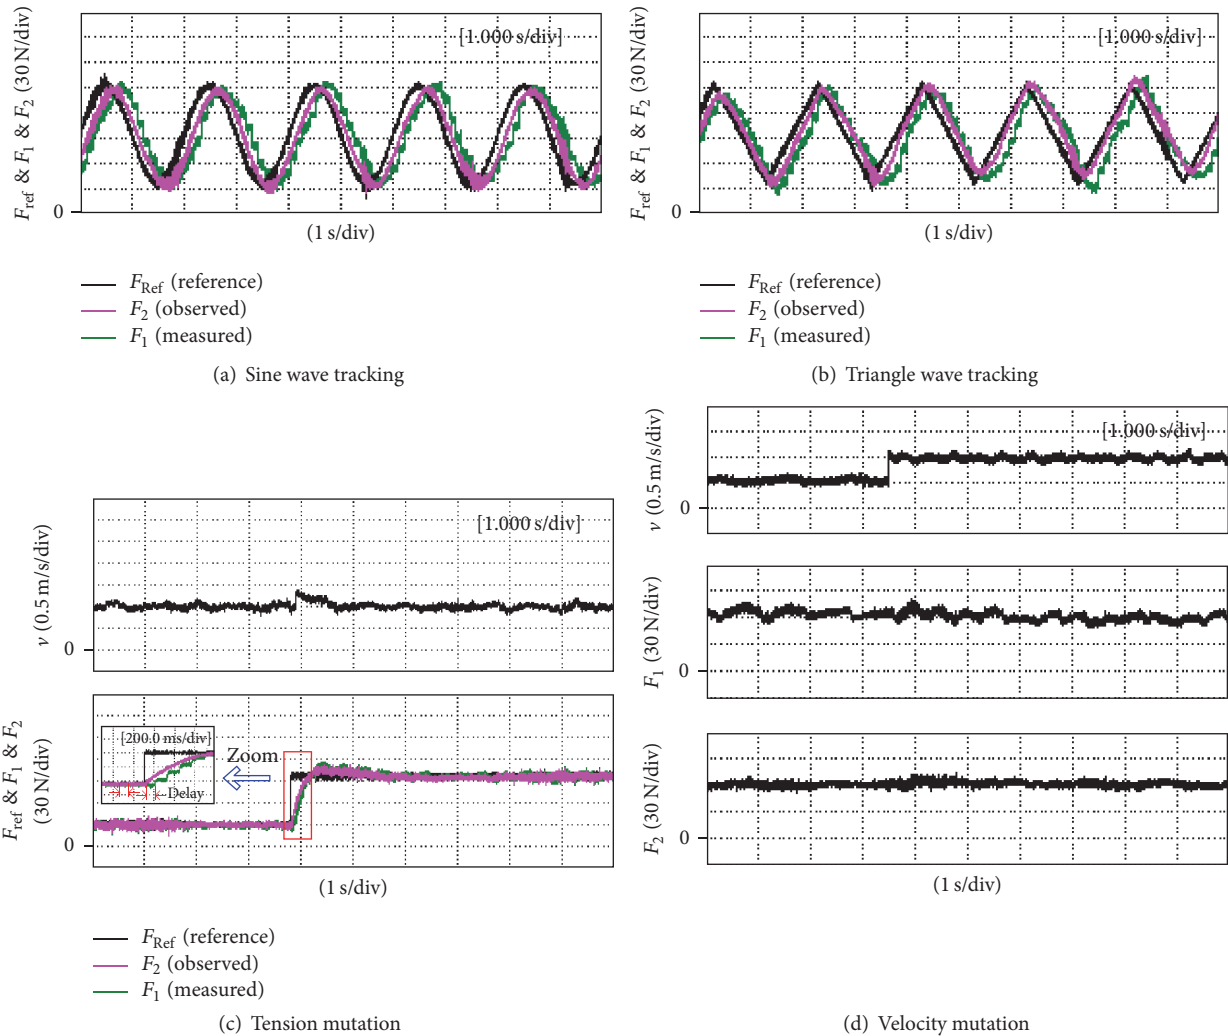 F_ref & F_1 & F_2 (30 N/div)
[1.000 s/div]
0
(1 s/div)
F_Ref (reference)
F_2 (observed)
F_1 (measured)
(a) Sine wave tracking
F_ref & F_1 & F_2 (30 N/div)
[1.000 s/div]
0
(1 s/div)
F_Ref (reference)
F_2 (observed)
F_1 (measured)
(b) Triangle wave tracking
v (0.5 m/s/div)
[1.000 s/div]
0
F_ref & F_1 & F_2
(30 N/div)
[200.0 ms/div]
Zoom
Delay
0
(1 s/div)
F_Ref (reference)
F_2 (observed)
F_1 (measured)
(c) Tension mutation
v (0.5 m/s/div)
[1.000 s/div]
0
F_1 (30 N/div)
0
F_2 (30 N/div)
0
(1 s/div)
(d) Velocity mutation